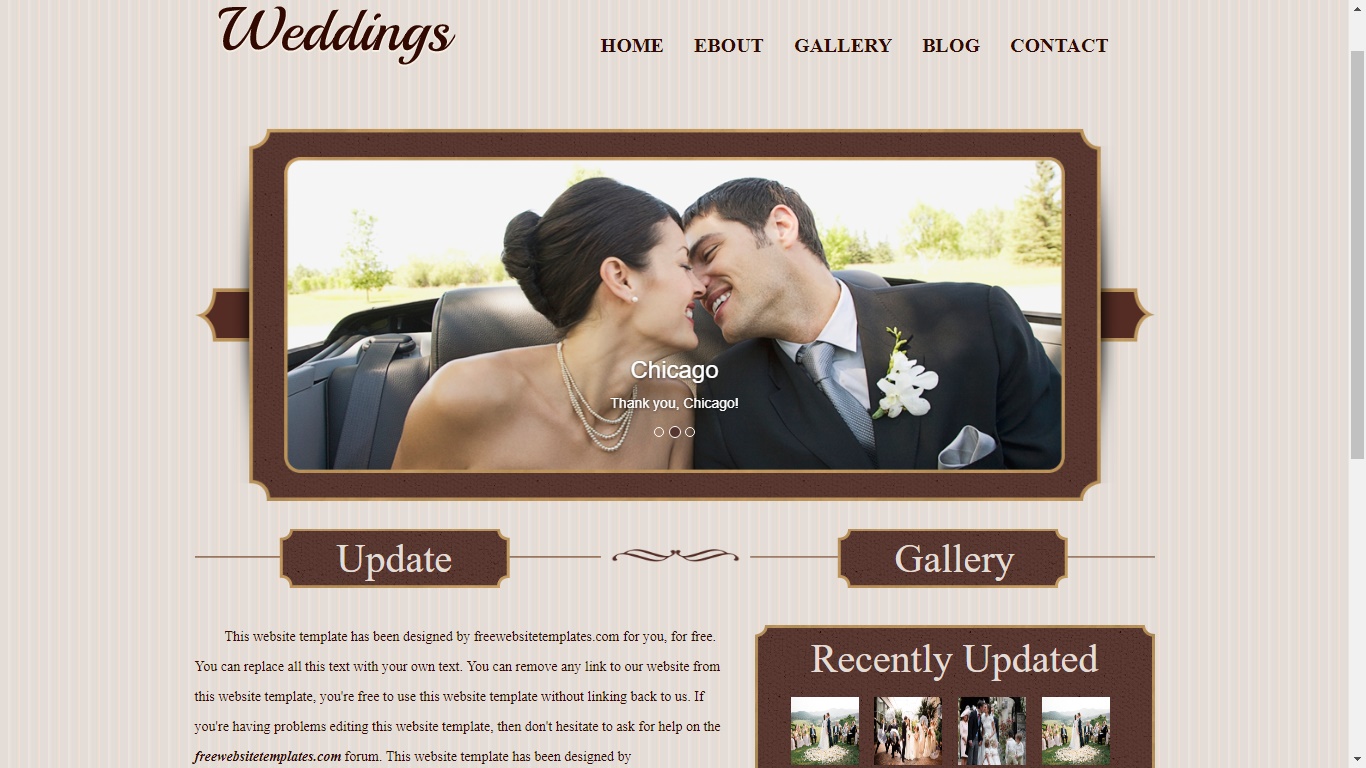 Weddings
HOME EBOUT GALLERY BLOG CONTACT
Chicago
Thank you, Chicago!
Update
Gallery
This website template has been designed by freewebsitetemplates.com for you, for free.
You can replace all this text with your own text. You can remove any link to our website from
this website template, you're free to use this website template without linking back to us. If
you're having problems editing this website template, then don't hesitate to ask for help on the
freewebsitetemplates.com forum. This website template has been designed by
Recently Updated